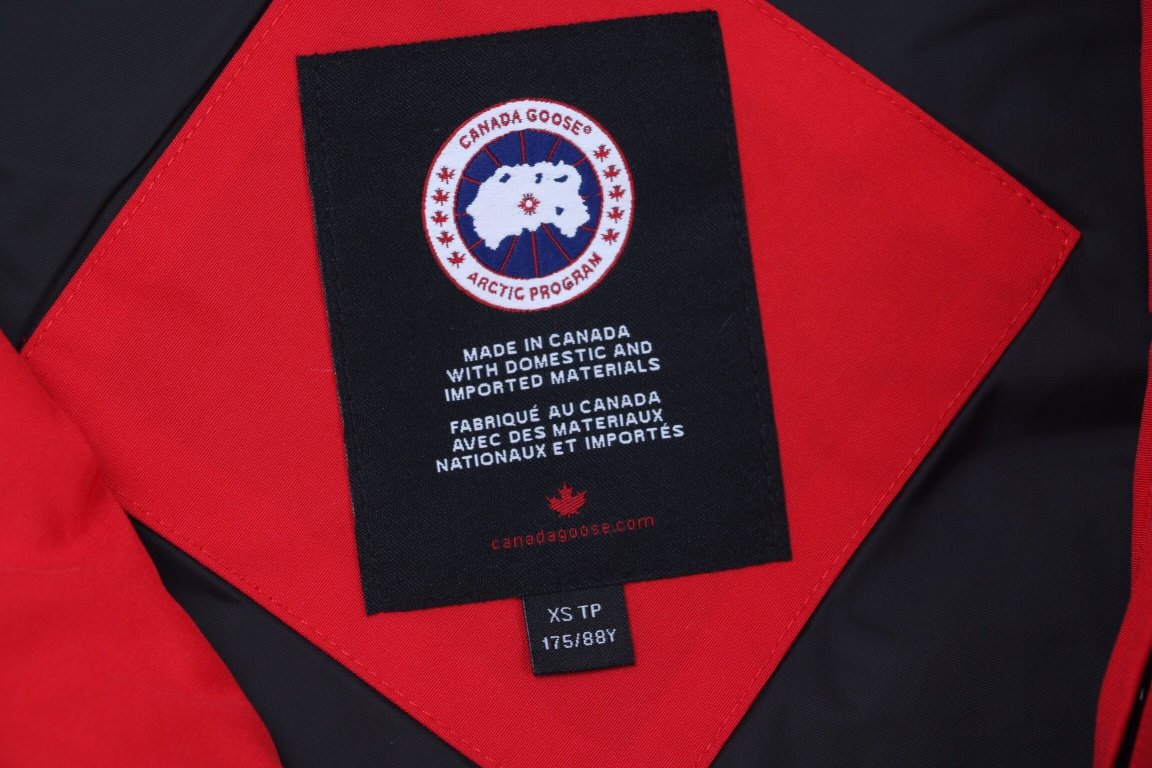 CANADA GOOSE®
ARCTIC PROGRAM
MADE IN CANADA
WITH DOMESTIC AND
IMPORTED MATERIALS
FABRIQUÉ AU CANADA
AVEC DES MATERIAUX
NATIONAUX ET IMPORTÉS
canadagoose.com
XS TP
175/88Y